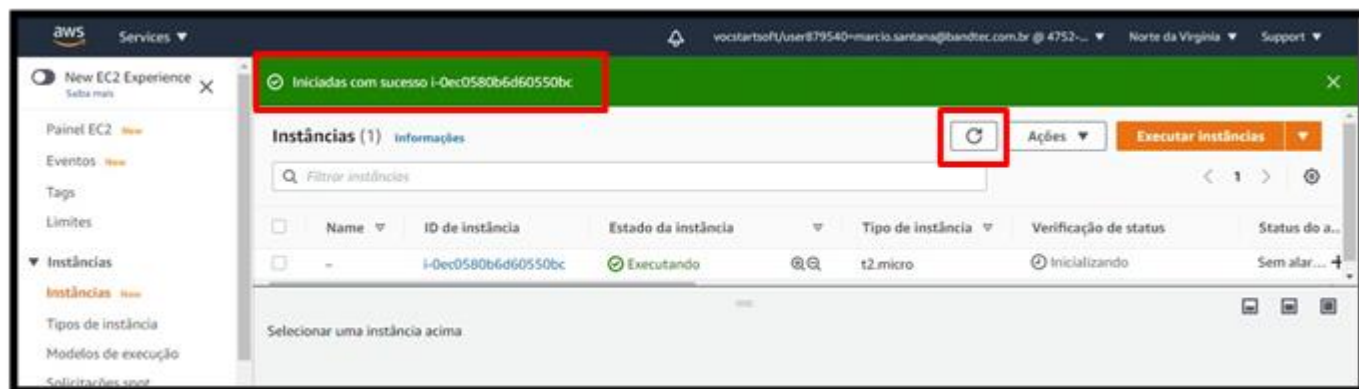 aws Services
vocstartsoft/user879540=marcio.santana@bandtec.com.br @ 4752-... Norte da Virgínia Support
New EC2 Experience
Saiba mais
Iniciadas com sucesso i-0ec0580b6d60550bc
Painel EC2 New
Eventos New
Tags
Limites
Instâncias
Instâncias New
Tipos de instância
Modelos de execução
Solicitações spot
Instâncias (1) Informações
Ações Executar instâncias
Filtrar instâncias
1
Name ID de instância Estado da instância Tipo de instância Verificação de status Status do a...
– i-0ec0580b6d60550bc Executando t2.micro Inicializando Sem alar... +
Selecionar uma instância acima